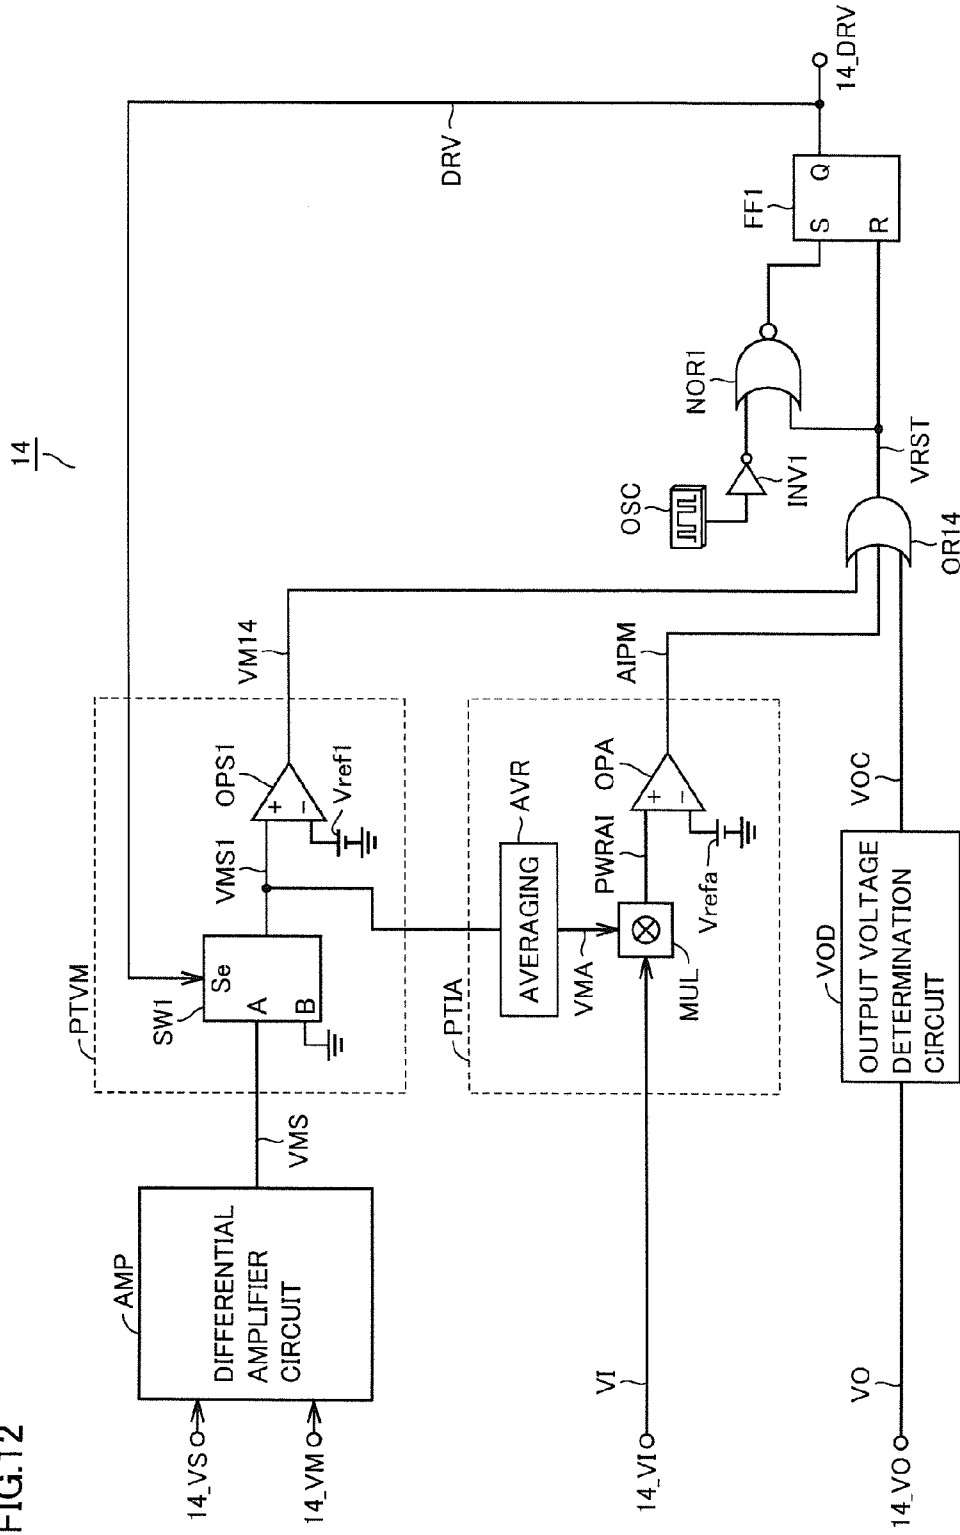 FIG.12
14
14_VS
14_VM
AMP
DIFFERENTIAL
AMPLIFIER
CIRCUIT
VMS
PTVM
SW1
Se
A
B
VMS1
OPS1
+
−
Vref1
VM14
DRV
14_DRV
14_VI
VI
PTIA
AVERAGING
AVR
VMA
MUL
PWRAI
OPA
+
−
Vrefa
AIPM
OSC
INV1
NOR1
FF1
S
Q
R
VRST
OR14
14_VO
VO
VOD
OUTPUT VOLTAGE
DETERMINATION
CIRCUIT
VOC